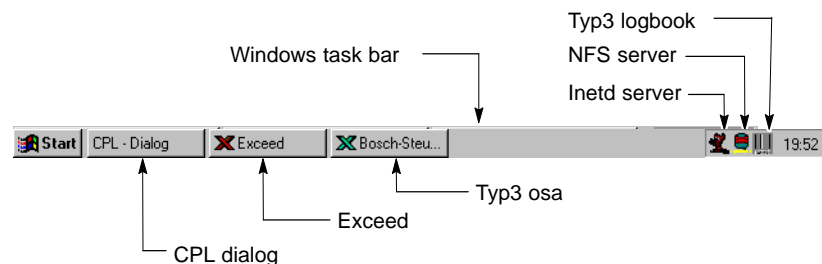 Typ3 logbook
Windows task bar
NFS server
Inetd server
Start
CPL - Dialog
Exceed
Bosch-Steu...
19:52
Typ3 osa
Exceed
CPL dialog